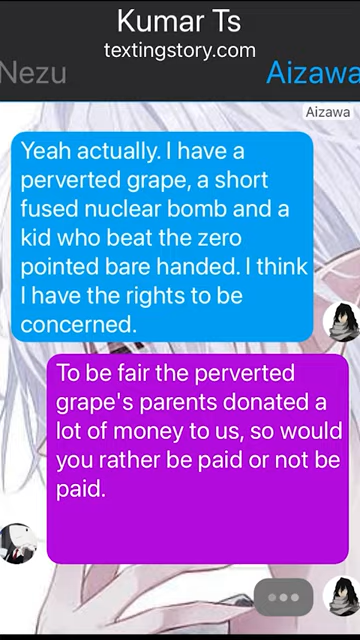 Kumar Ts
textingstory.com
Nezu Aizawa
Aizawa
Yeah actually. I have a
perverted grape, a short
fused nuclear bomb and a
kid who beat the zero
pointed bare handed. I think
I have the rights to be
concerned.
To be fair the perverted
grape's parents donated a
lot of money to us, so would
you rather be paid or not be
paid.